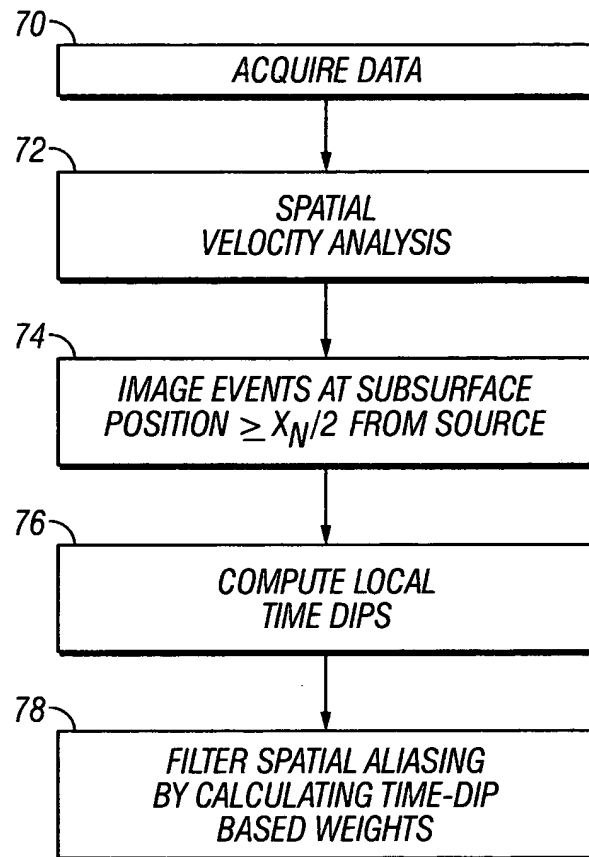 70
ACQUIRE DATA
72
SPATIAL
VELOCITY ANALYSIS
74
IMAGE EVENTS AT SUBSURFACE
POSITION ≥ XN/2 FROM SOURCE
76
COMPUTE LOCAL
TIME DIPS
78
FILTER SPATIAL ALIASING
BY CALCULATING TIME-DIP
BASED WEIGHTS